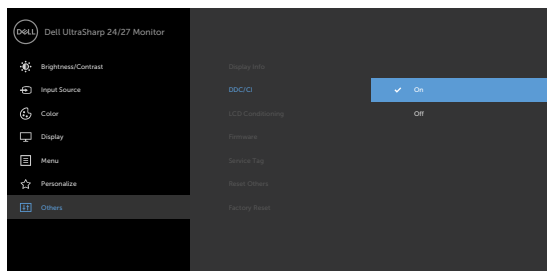 DELL Dell UltraSharp 24/27 Monitor
Brightness/Contrast
Input Source
Color
Display
Menu
Personalize
Others
Display Info
DDC/CI
LCD Conditioning
Firmware
Service Tag
Reset Others
Factory Reset
On
Off